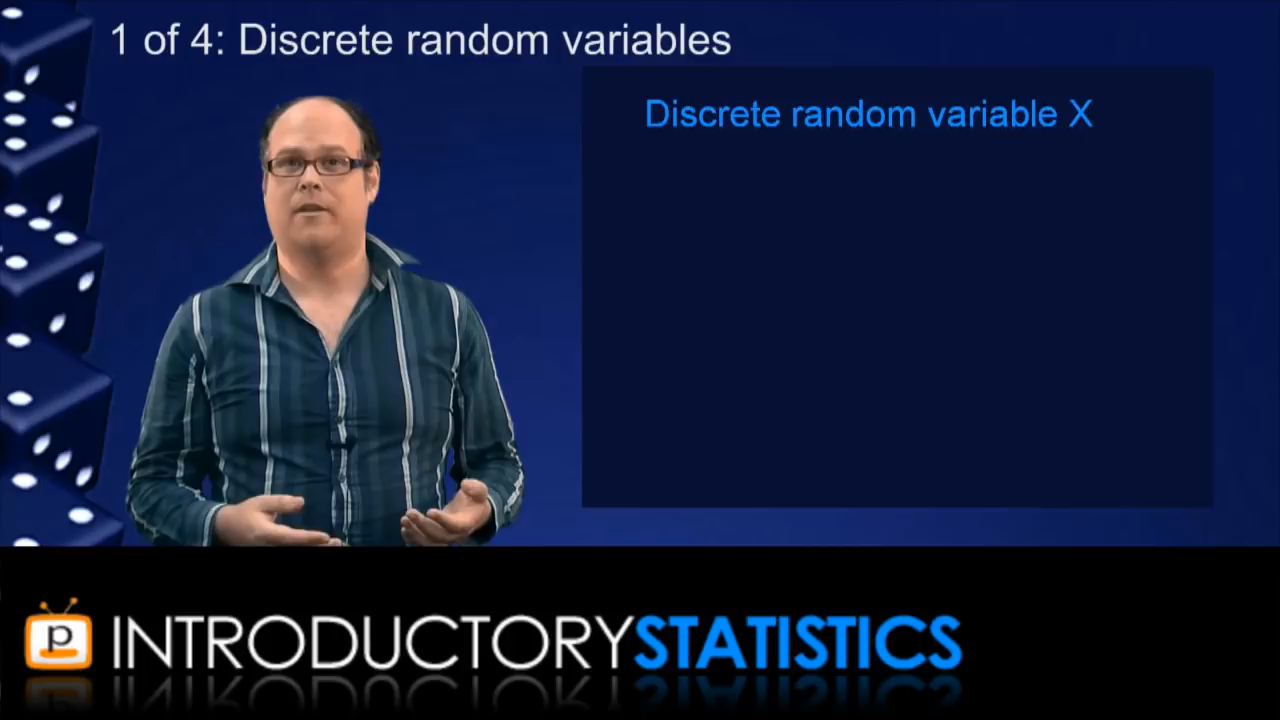 1 of 4: Discrete random variables
Discrete random variable X
p INTRODUCTORYSTATISTICS